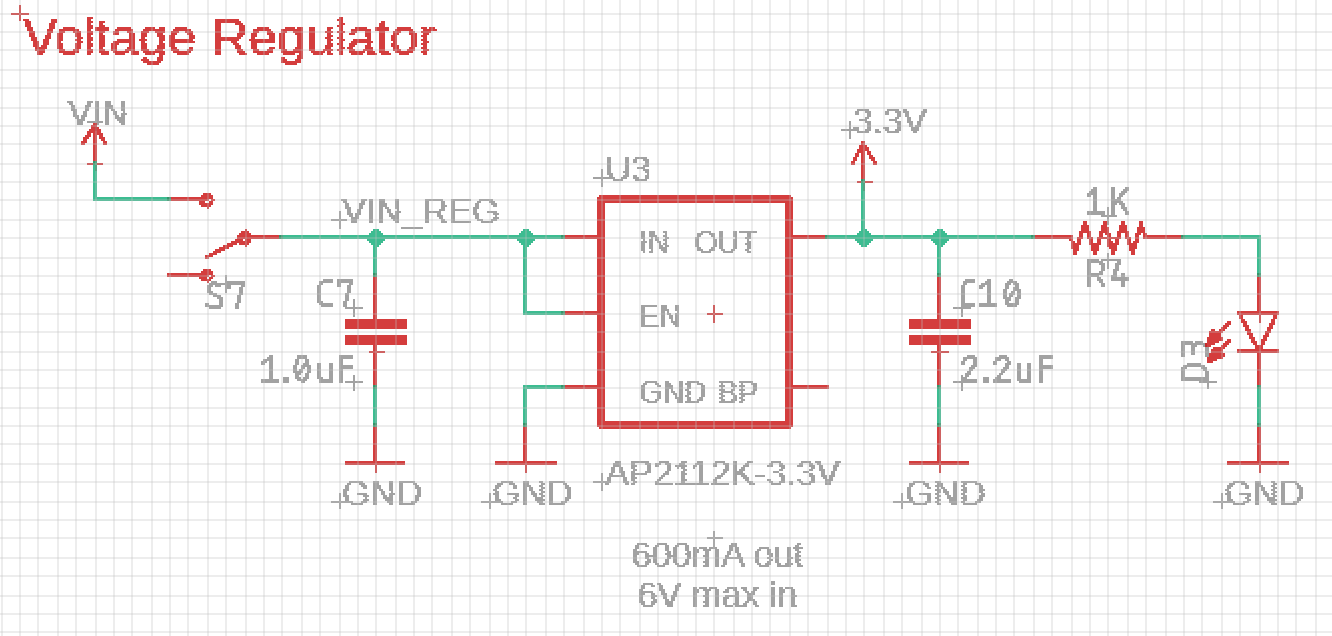 Voltage Regulator
VIN
3.3V
U3
VIN_REG
1K
IN OUT
R4
S7
C7
C10
EN
D3
1.0uF
2.2uF
GND BP
AP2112K-3.3V
GND
GND
GND
GND
600mA out
6V max in